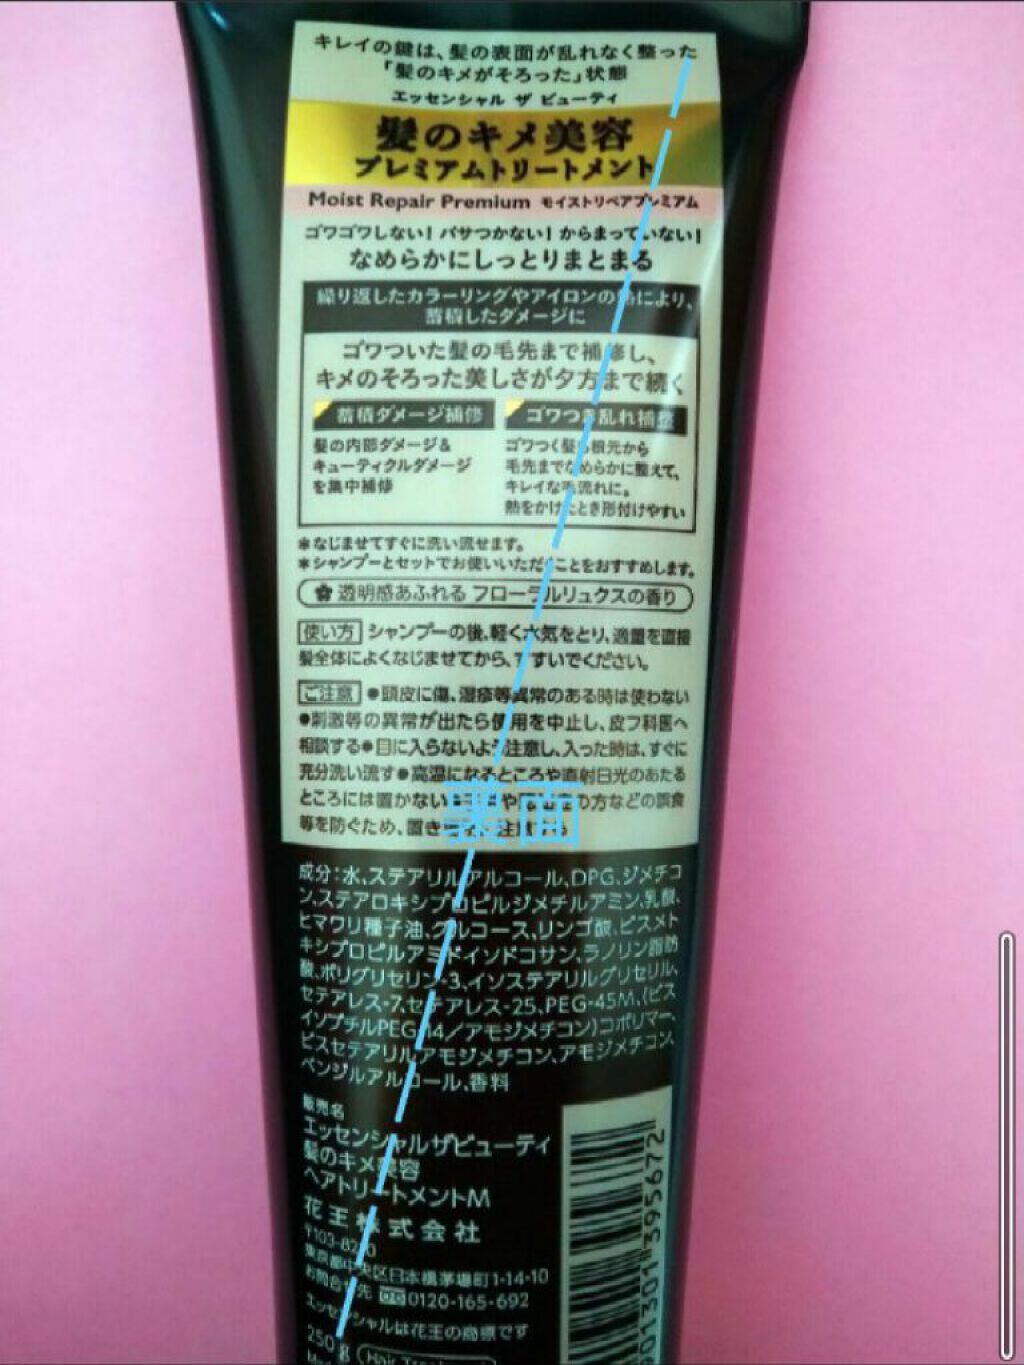 キレイの鍵は、髪の表面が乱れなく整った
「髪のキメがそろった」状態
エッセンシャル ザ ビューティ
髪のキメ美容
プレミアムトリートメント
Moist Repair Premium モイストリペアプレミアム
ゴワゴワしない! パサつかない! からまっていない!
なめらかにしっとりまとまる
繰り返したカラーリングやアイロンの熱により、
蓄積したダメージに
ゴワついた髪の毛先まで補修し、
キメのそろった美しさが夕方まで続く
蓄積ダメージ補修
髪の内部ダメージ&
キューティクルダメージ
を集中補修
ゴワつき乱れ補整
ゴワつく髪も根元から
毛先までなめらかに整えて、
キレイな毛流れに。
熱をかけたとき形付けやすい
*なじませてすぐに洗い流せます。
*シャンプーとセットでお使いいただくことをおすすめします。
透明感あふれる フローラルリュクスの香り
使い方 シャンプーの後、軽く水気をとり、適量を直接
髪全体によくなじませてから、すすいでください。
ご注意 ●頭皮に傷、湿疹等異常のある時は使わない
●刺激等の異常が出たら使用を中止し、皮フ科医へ
相談する●目に入らないよう注意し、入った時は、すぐに
充分洗い流す●高温になるところや直射日光のあたる
ところには置かない や の方などの誤食
等を防ぐため、置き 注意する
裏面
成分:水、ステアリルアルコール、DPG、ジメチコ
ン、ステアロキシプロピルジメチルアミン、乳酸、
ヒマワリ種子油、グルコース、リンゴ酸、ビスメト
キシプロピルアミドイソドコサン、ラノリン脂肪
酸、ポリグリセリン-3、イソステアリルグリセリル、
セテアレス-7、セテアレス-25、PEG-45M、(ビス
イソブチルPEG-14/アモジメチコン)コポリマー、
ビスセテアリルアモジメチコン、アモジメチコン、
ベンジルアルコール、香料
販売名
エッセンシャルザビューティ
髪のキメ美容
ヘアトリートメントM
花王株式会社
〒103-8210
東京都中央区日本橋茅場町1-14-10
お問合せ先 0120-165-692
エッセンシャルは花王の商標です
250g
901301 395672